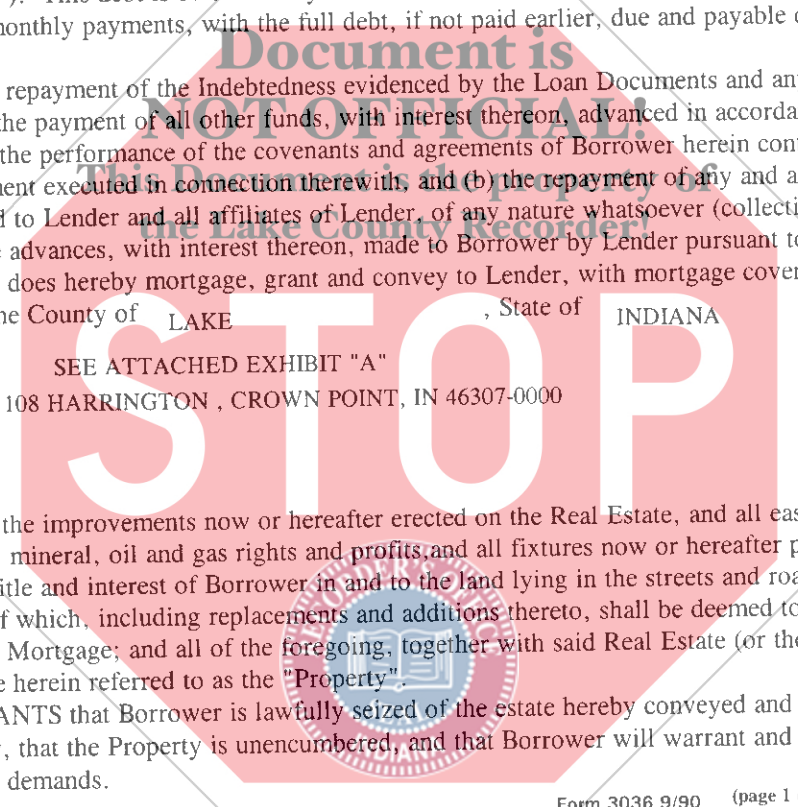 monthly payments, with the full debt, if not paid earlier, due and payable
Document is
repayment of the Indebtedness evidenced by the Loan Documents and
NOT OFFICIAL!
the payment of all other funds, with interest thereon, advanced in
the performance of the covenants and agreements of Borrower herein
This Document is the property of
executed in connection therewith, and (b) the repayment of any and
to Lender and all affiliates of Lender, of any nature whatsoever
the Lake County Recorder!
advances, with interest thereon, made to Borrower by Lender pursuant to
does hereby mortgage, grant and convey to Lender, with mortgage
County of LAKE , State of INDIANA
SEE ATTACHED EXHIBIT "A"
108 HARRINGTON , CROWN POINT, IN 46307-0000
STOP
the improvements now or hereafter erected on the Real Estate, and all
mineral, oil and gas rights and profits,and all fixtures now or hereafter
title and interest of Borrower in and to the land lying in the streets and
of which, including replacements and additions thereto, shall be deemed to
Mortgage; and all of the foregoing, together with said Real Estate (or
herein referred to as the "Property".
ANTS that Borrower is lawfully seized of the estate hereby conveyed and
, that the Property is unencumbered, and that Borrower will warrant and
INDIANA
demands.
Form 3036 9/90 (page 1